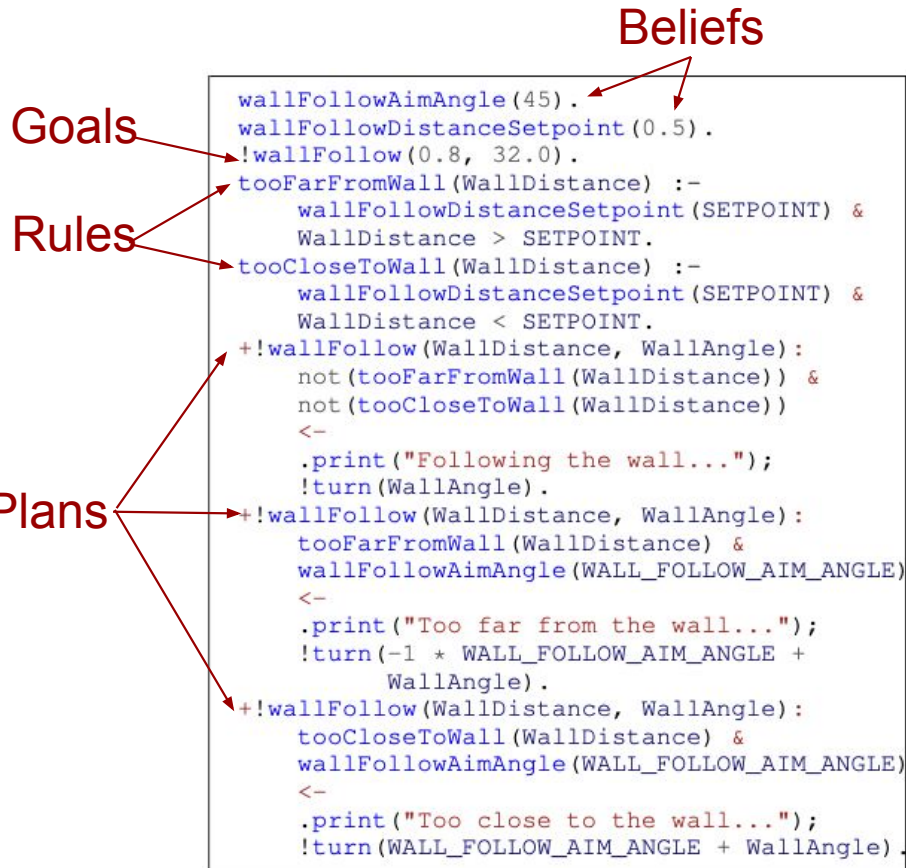 Beliefs
Goals
Rules
Plans
wallFollowAimAngle(45).
wallFollowDistanceSetpoint(0.5).
!wallFollow(0.8, 32.0).
tooFarFromWall(WallDistance) :-
    wallFollowDistanceSetpoint(SETPOINT) &
    WallDistance > SETPOINT.
tooCloseToWall(WallDistance) :-
    wallFollowDistanceSetpoint(SETPOINT) &
    WallDistance < SETPOINT.
+!wallFollow(WallDistance, WallAngle):
    not(tooFarFromWall(WallDistance)) &
    not(tooCloseToWall(WallDistance))
    <-
    .print("Following the wall...");
    !turn(WallAngle).
+!wallFollow(WallDistance, WallAngle):
    tooFarFromWall(WallDistance) &
    wallFollowAimAngle(WALL_FOLLOW_AIM_ANGLE)
    <-
    .print("Too far from the wall...");
    !turn(-1 * WALL_FOLLOW_AIM_ANGLE +
          WallAngle).
+!wallFollow(WallDistance, WallAngle):
    tooCloseToWall(WallDistance) &
    wallFollowAimAngle(WALL_FOLLOW_AIM_ANGLE)
    <-
    .print("Too close to the wall...");
    !turn(WALL_FOLLOW_AIM_ANGLE + WallAngle).